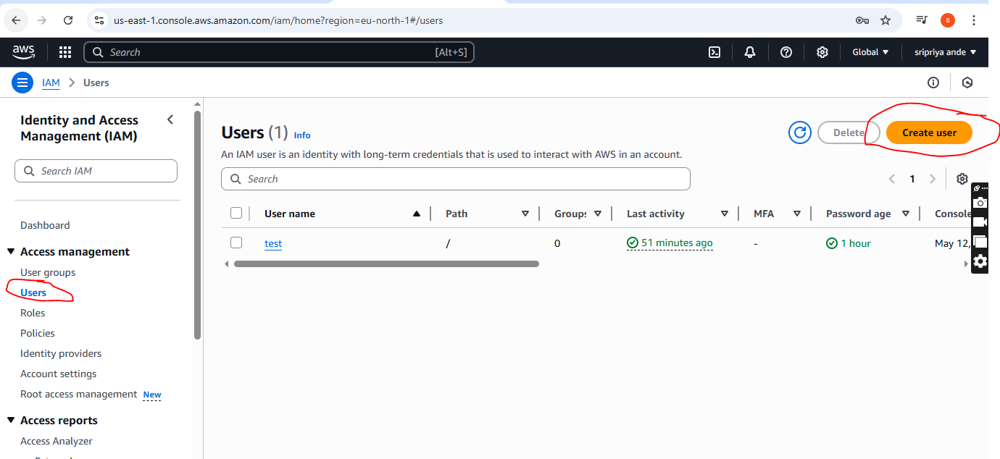 us-east-1.console.aws.amazon.com/iam/home?region=eu-north-1#/users
S
aws
Search
[Alt+S]
Global
sripriya ande
IAM
Users
Identity and Access
Management (IAM)
Search IAM
Dashboard
Access management
User groups
Users
Roles
Policies
Identity providers
Account settings
Root access management New
Access reports
Access Analyzer
Users (1) Info
Delete
Create user
An IAM user is an identity with long-term credentials that is used to interact with AWS in an account.
Search
1
User name Path Group: Last activity MFA Password age Console
test / 0 51 minutes ago - 1 hour May 12,